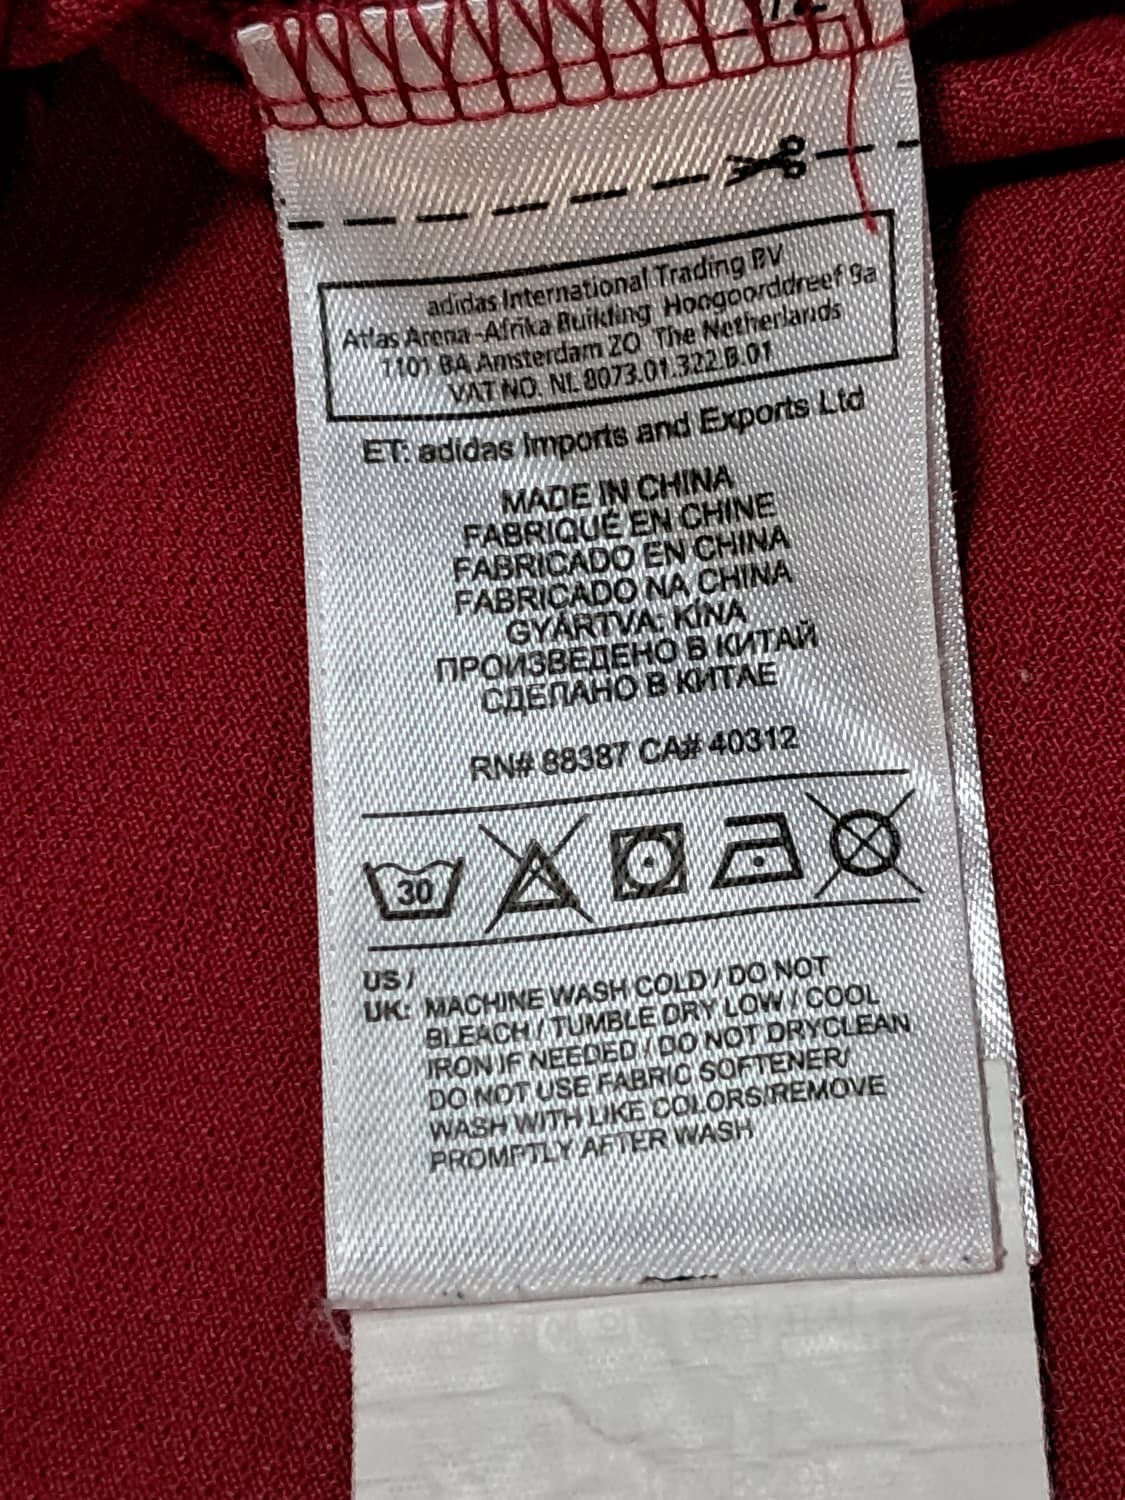 adidas International Trading BV
Atlas Arena -Afrika Building Hoogoorddreef 9a
1101 BA Amsterdam ZO The Netherlands
VAT NO. NL 8073.01.322.B.01
ET: adidas Imports and Exports Ltd
MADE IN CHINA
FABRIQUÉ EN CHINE
FABRICADO EN CHINA
FABRICADO NA CHINA
GYÁRTVA: KÍNA
ПРОИЗВЕДЕНО В КИТАЙ
СДЕЛАНО В КИТАЕ
RN# 88387 CA# 40312
30
US /
UK: MACHINE WASH COLD / DO NOT
BLEACH / TUMBLE DRY LOW / COOL
IRON IF NEEDED / DO NOT DRYCLEAN
DO NOT USE FABRIC SOFTENER/
WASH WITH LIKE COLORS/REMOVE
PROMPTLY AFTER WASH